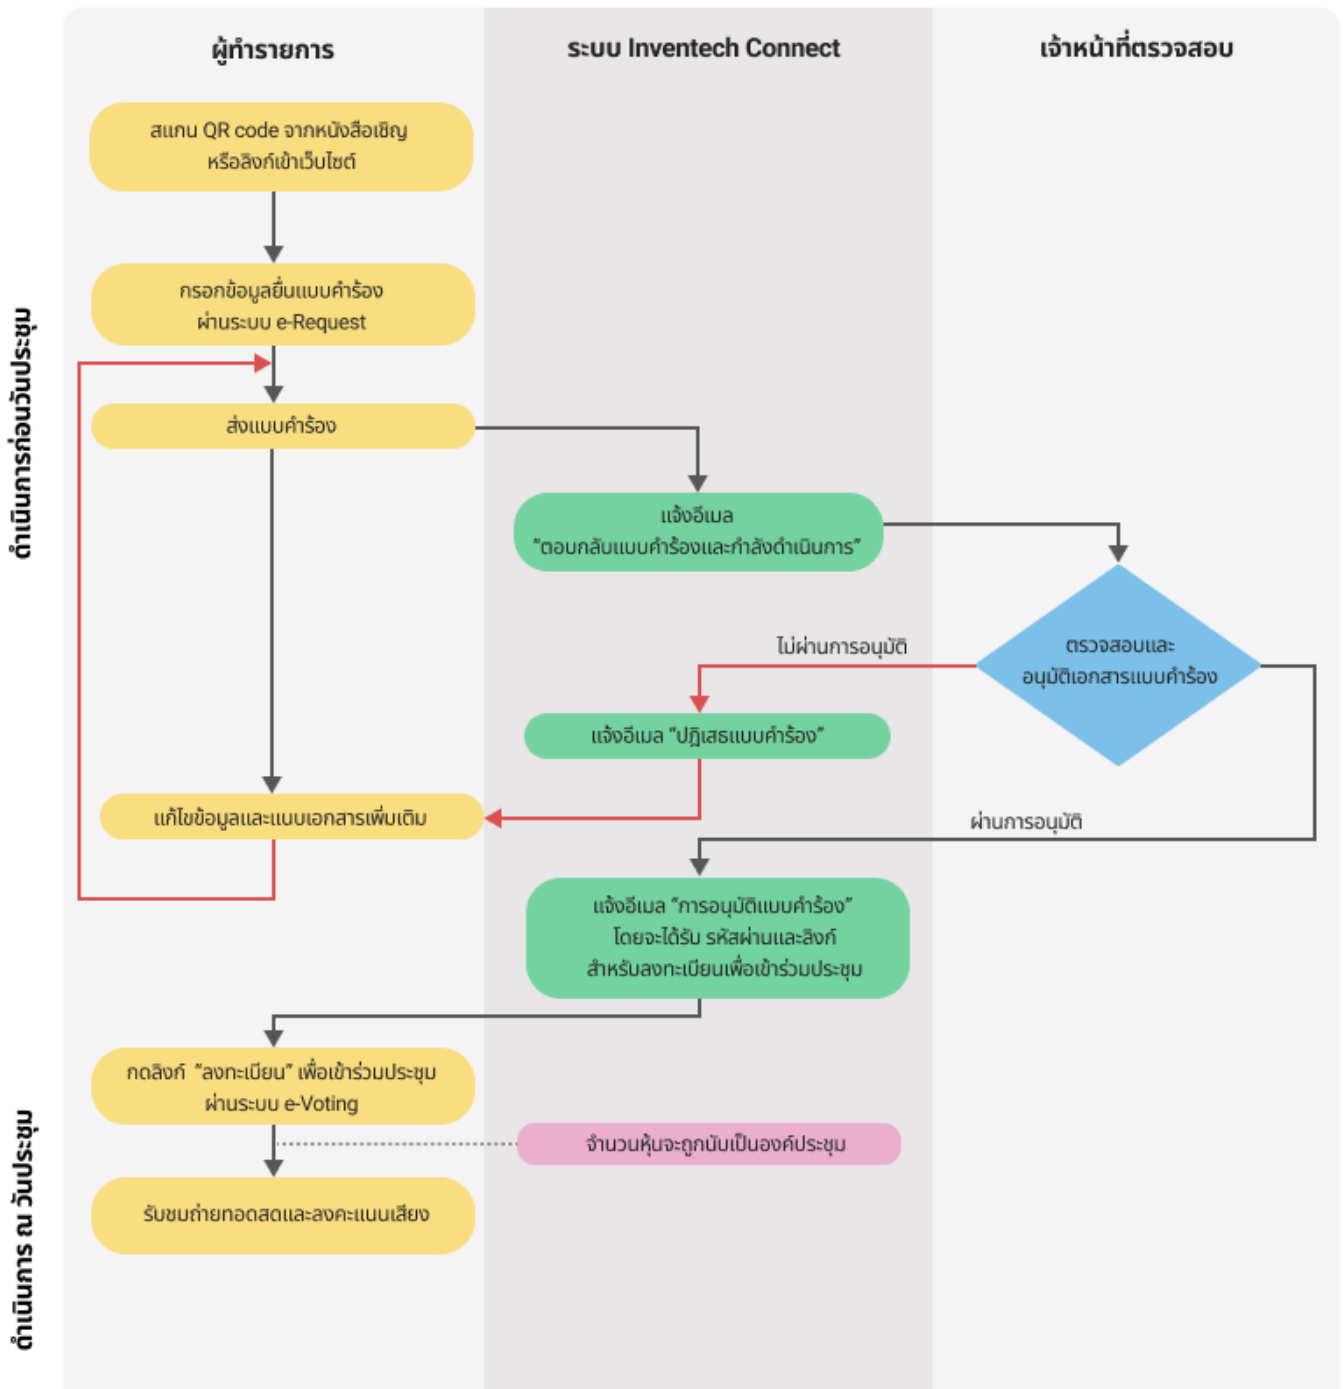 ผู้ทำรายการ
ระบบ Inventech Connect
เจ้าหน้าที่ตรวจสอบ
ดำเนินการก่อนวันประชุม
สแกน QR code จากหนังสือเชิญ
หรือลิงก์เข้าเว็บไซต์
กรอกข้อมูลยื่นแบบคำร้อง
ผ่านระบบ e-Request
ส่งแบบคำร้อง
แจ้งอีเมล
“ตอบกลับแบบคำร้องและกำลังดำเนินการ”
ตรวจสอบและ
อนุมัติเอกสารแบบคำร้อง
ไม่ผ่านการอนุมัติ
แจ้งอีเมล “ปฏิเสธแบบคำร้อง”
แก้ไขข้อมูลและแนบเอกสารเพิ่มเติม
ผ่านการอนุมัติ
แจ้งอีเมล “การอนุมัติแบบคำร้อง”
โดยจะได้รับ รหัสผ่านและลิงก์
สำหรับลงทะเบียนเพื่อเข้าร่วมประชุม
ดำเนินการ ณ วันประชุม
กดลิงก์ “ลงทะเบียน” เพื่อเข้าร่วมประชุม
ผ่านระบบ e-Voting
จำนวนหุ้นจะถูกนับเป็นองค์ประชุม
รับชมถ่ายทอดสดและลงคะแนนเสียง